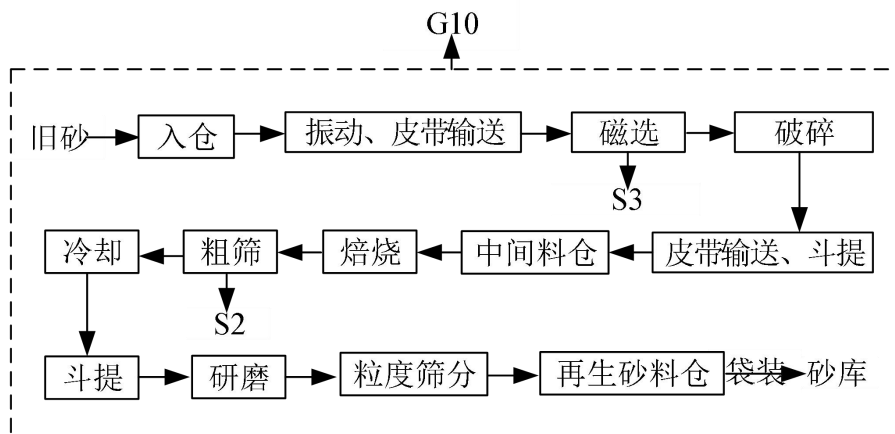 G10
旧砂
入仓
振动、皮带输送
磁选
破碎
S3
冷却
粗筛
焙烧
中间料仓
皮带输送、斗提
S2
斗提
研磨
粒度筛分
再生砂料仓
袋装
砂库